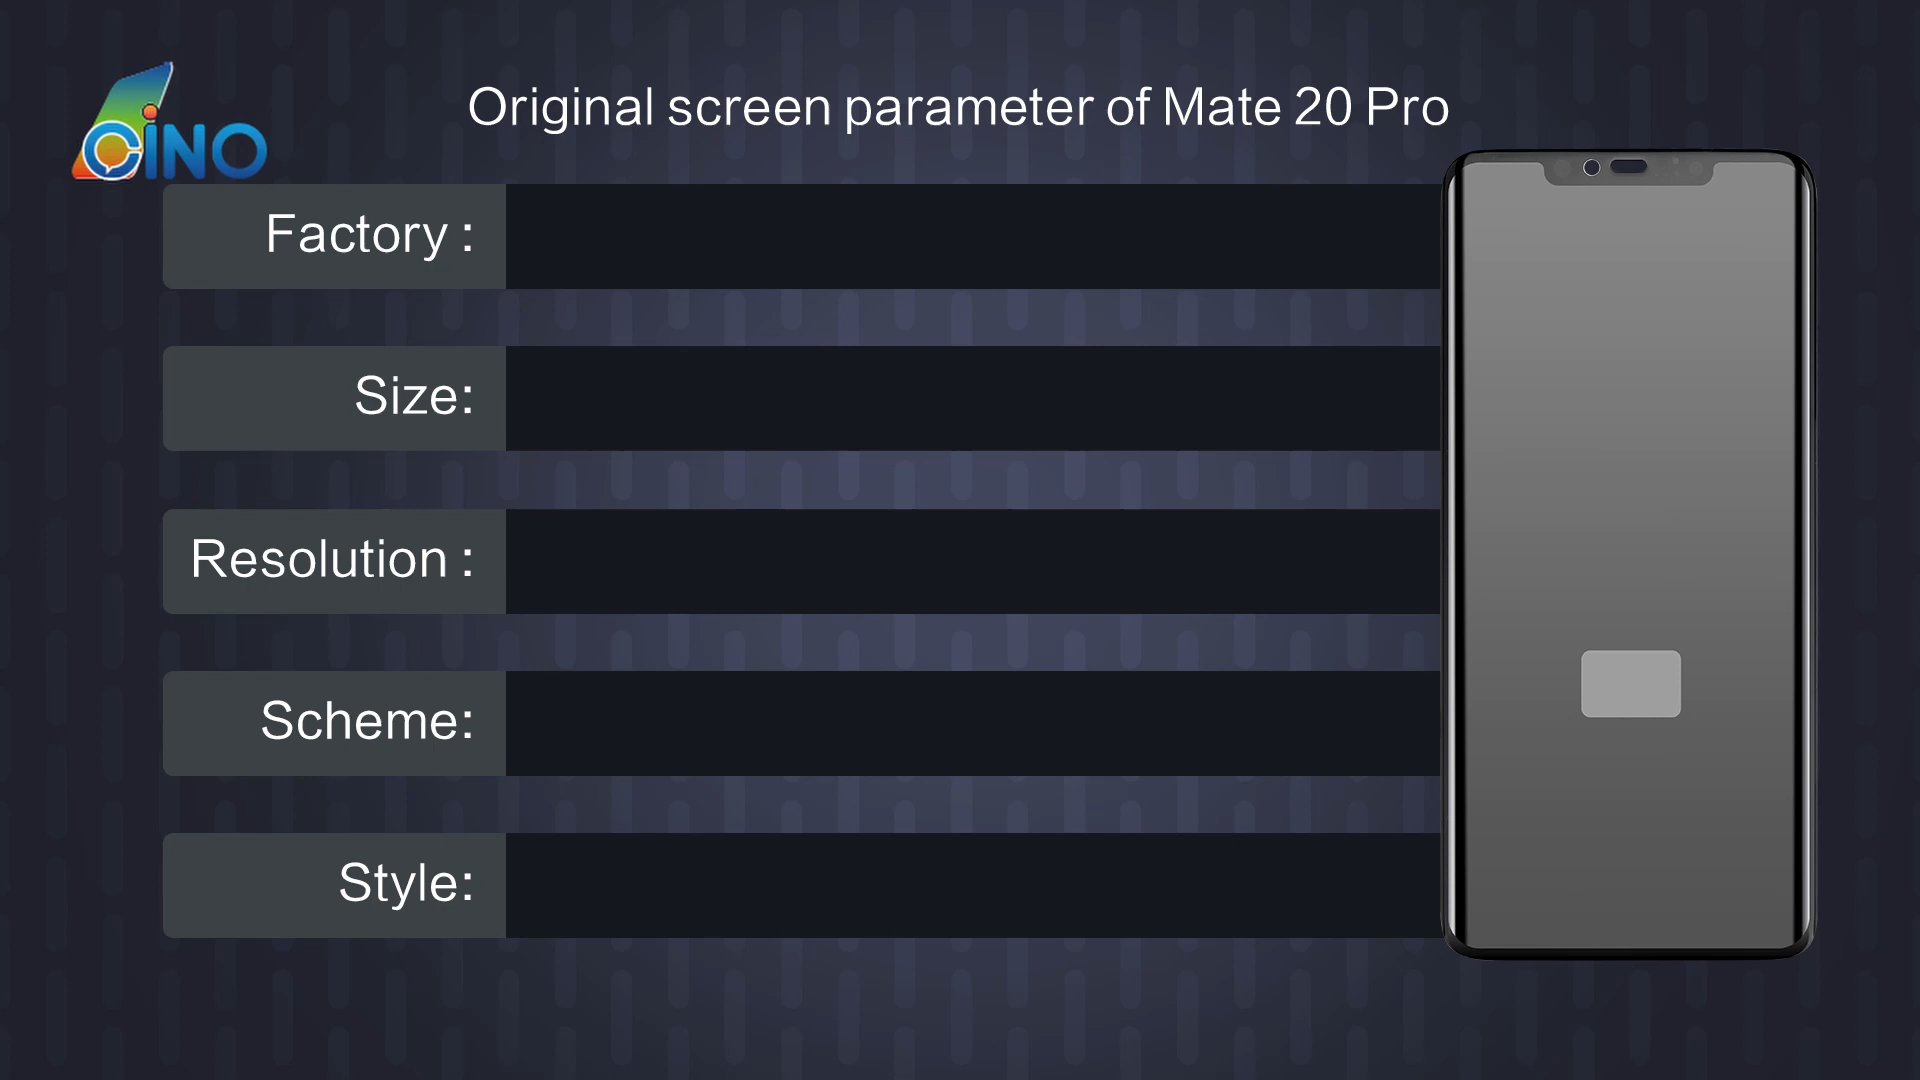 CINO
Original screen parameter of Mate 20 Pro
Factory :
Size:
Resolution :
Scheme:
Style: